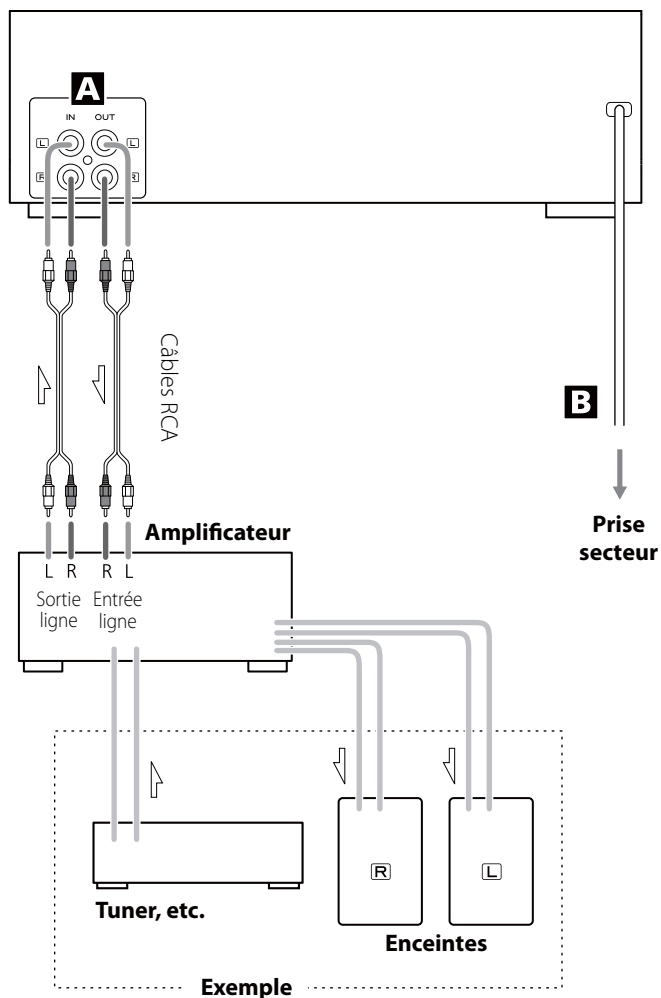 A
IN OUT
L L
R R
Câbles RCA
B
Prise
secteur
Amplificateur
L R R L
Sortie Entrée
ligne ligne
R L
Tuner, etc.
Enceintes
Exemple